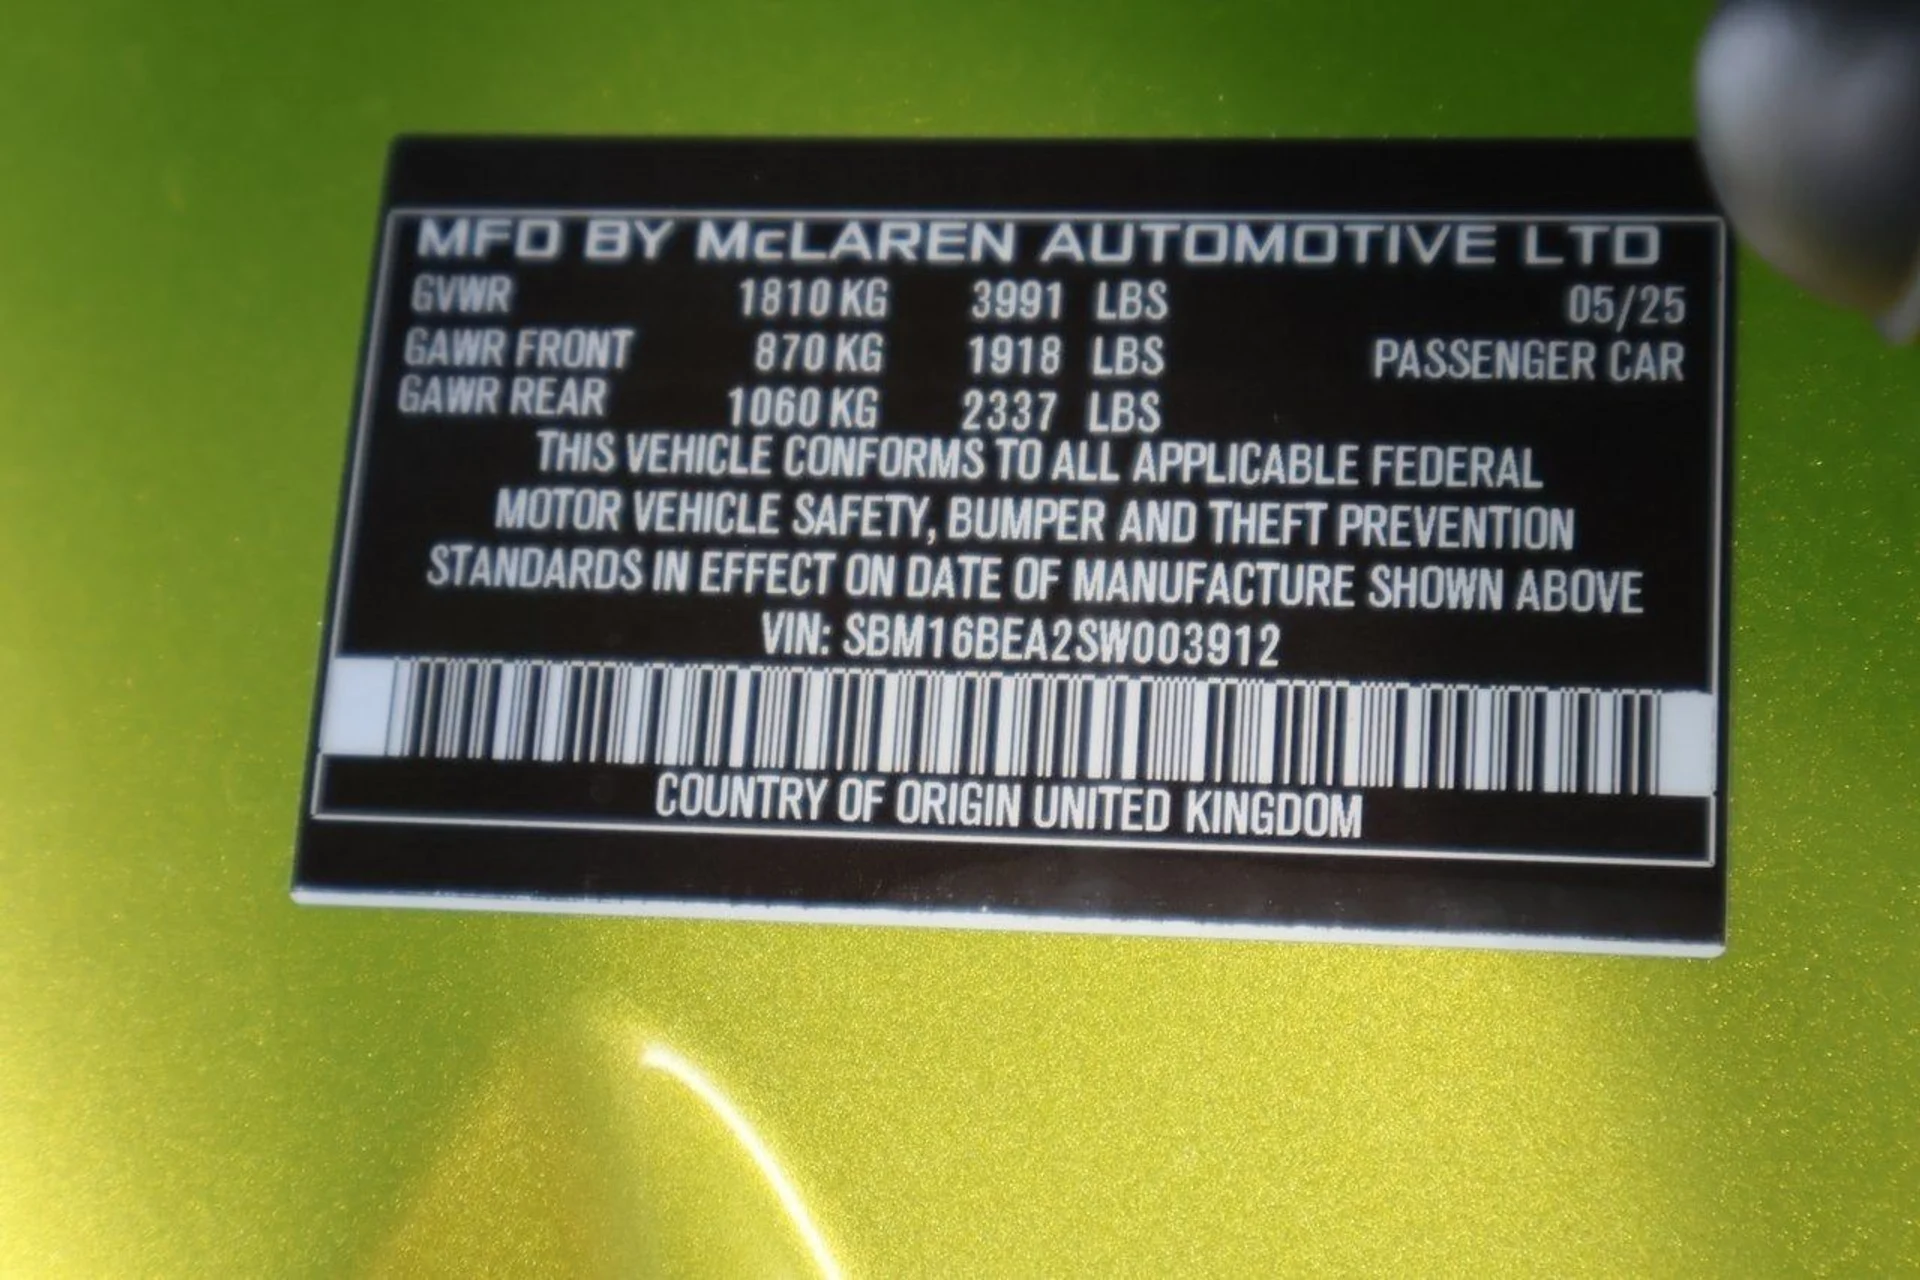 MFD BY McLAREN AUTOMOTIVE LTD
GVWR 1810 KG 3991 LBS 05/25
GAWR FRONT 870 KG 1918 LBS PASSENGER CAR
GAWR REAR 1060 KG 2337 LBS
THIS VEHICLE CONFORMS TO ALL APPLICABLE FEDERAL
MOTOR VEHICLE SAFETY, BUMPER AND THEFT PREVENTION
STANDARDS IN EFFECT ON DATE OF MANUFACTURE SHOWN ABOVE
VIN: SBM16BEA2SW003912
COUNTRY OF ORIGIN UNITED KINGDOM